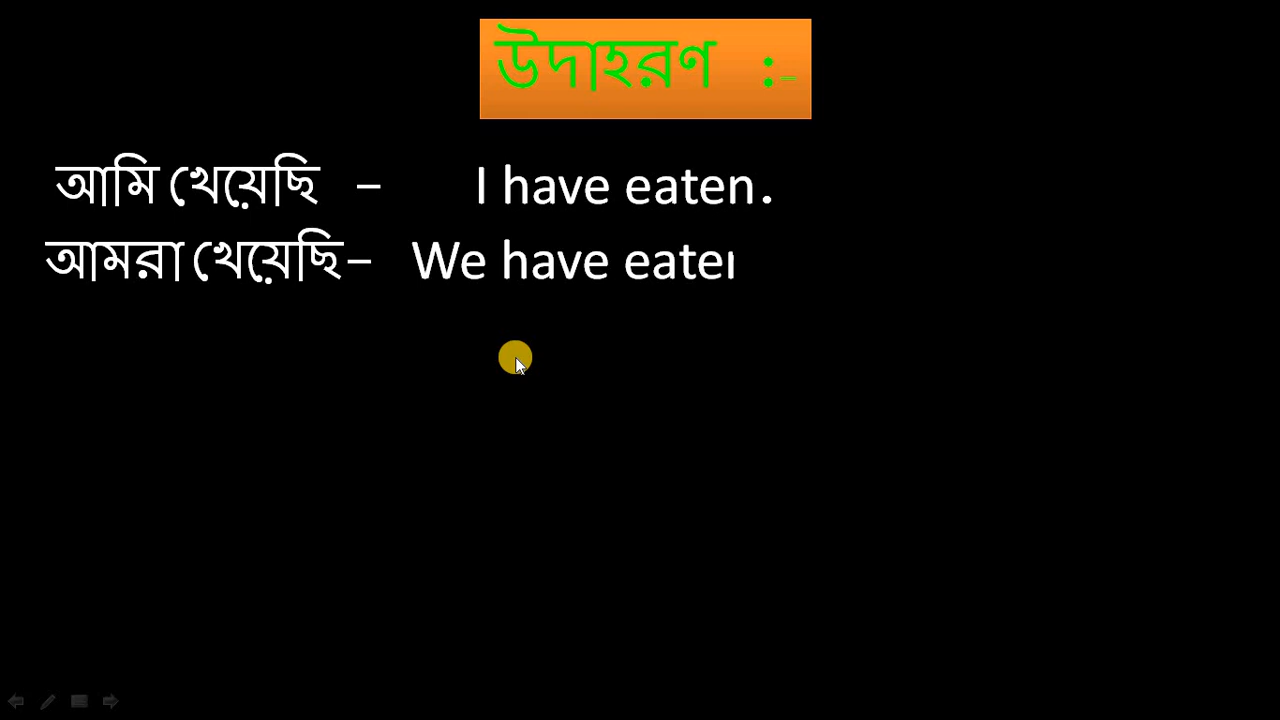 উদাহরণ :-
আমি খেয়েছি - I have eaten.
আমরা খেয়েছি- We have